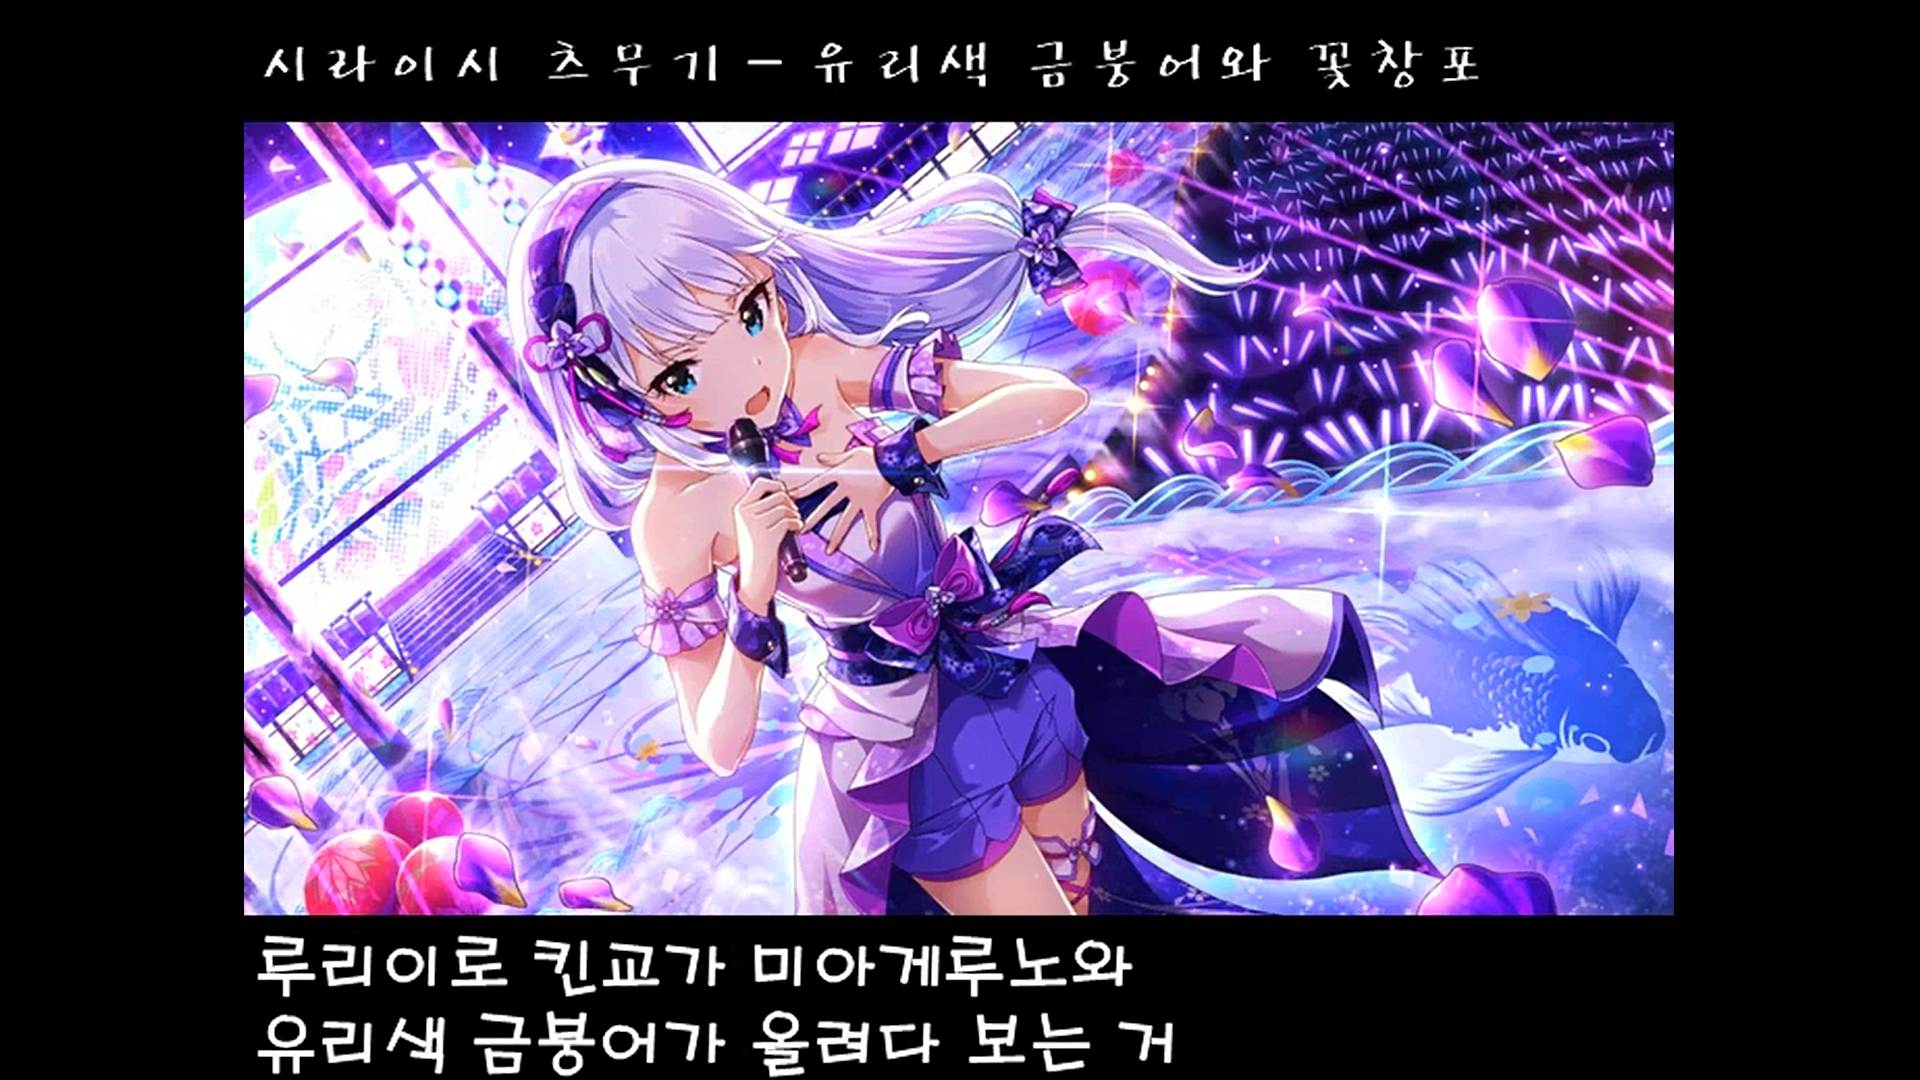 시라이시 츠무기 - 유리색 금붕어와 꽃창포
루리이로 킨교가 미아게루노와
유리색 금붕어가 올려다 보는 거